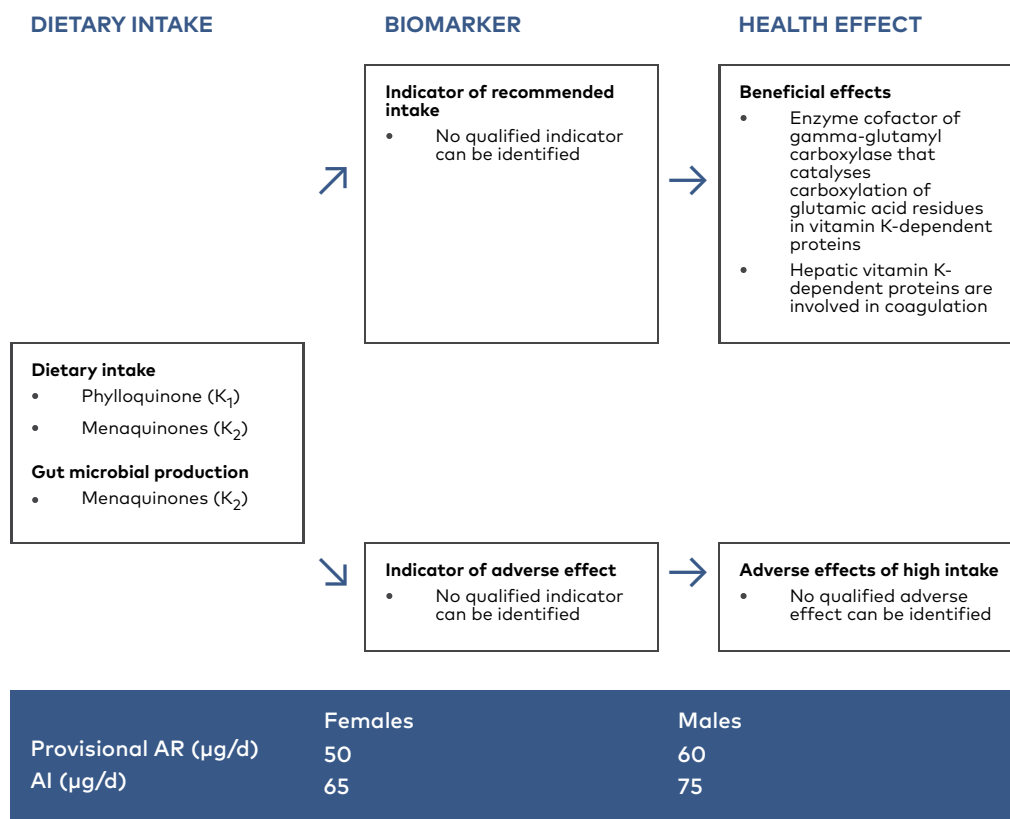 DIETARY INTAKE
BIOMARKER
HEALTH EFFECT
Indicator of recommended
intake
• No qualified indicator
can be identified
Beneficial effects
• Enzyme cofactor of
gamma-glutamyl
carboxylase that
catalyses
carboxylation of
glutamic acid residues
in vitamin K-dependent
proteins
• Hepatic vitamin K-
dependent proteins are
involved in coagulation
Dietary intake
• Phylloquinone (K₁)
• Menaquinones (K₂)
Gut microbial production
• Menaquinones (K₂)
Indicator of adverse effect
• No qualified indicator
can be identified
Adverse effects of high intake
• No qualified adverse
effect can be identified
Females Males
Provisional AR (µg/d) 50 60
AI (µg/d) 65 75